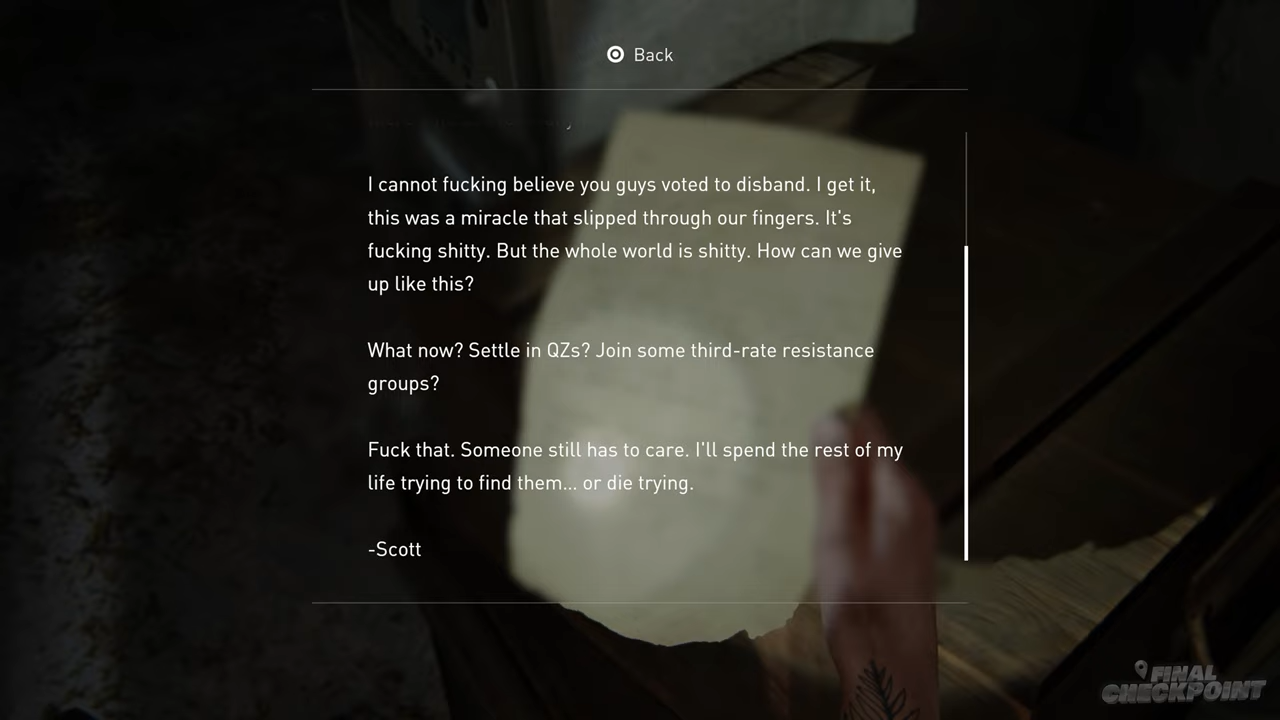 Back
I cannot fucking believe you guys voted to disband. I get it,
this was a miracle that slipped through our fingers. It's
fucking shitty. But the whole world is shitty. How can we give
up like this?
What now? Settle in QZs? Join some third-rate resistance
groups?
Fuck that. Someone still has to care. I'll spend the rest of my
life trying to find them... or die trying.
-Scott
FINAL
CHECKPOINT